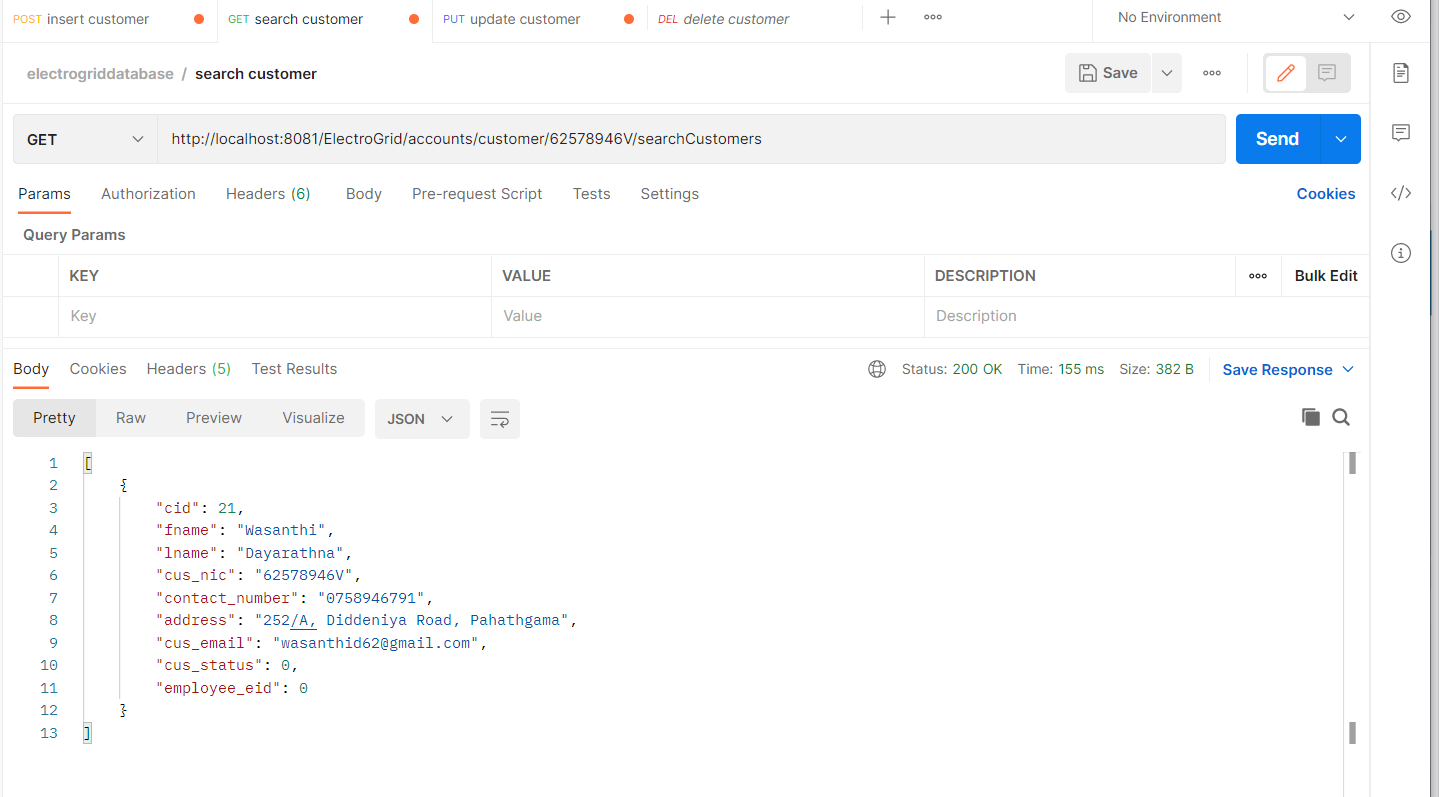 POST insert customer GET search customer PUT update customer DEL delete customer No Environment
electrogriddatabase / search customer Save
GET http://localhost:8081/ElectroGrid/accounts/customer/62578946V/searchCustomers Send
Params Authorization Headers (6) Body Pre-request Script Tests Settings Cookies
Query Params
KEY VALUE DESCRIPTION Bulk Edit
Key Value Description
Body Cookies Headers (5) Test Results Status: 200 OK Time: 155 ms Size: 382 B Save Response
Pretty Raw Preview Visualize JSON
1 [
2 {
3 "cid": 21,
4 "fname": "Wasanthi",
5 "lname": "Dayarathna",
6 "cus_nic": "62578946V",
7 "contact_number": "0758946791",
8 "address": "252/A, Diddeniya Road, Pahathgama",
9 "cus_email": "wasanthid62@gmail.com",
10 "cus_status": 0,
11 "employee_eid": 0
12 }
13 ]